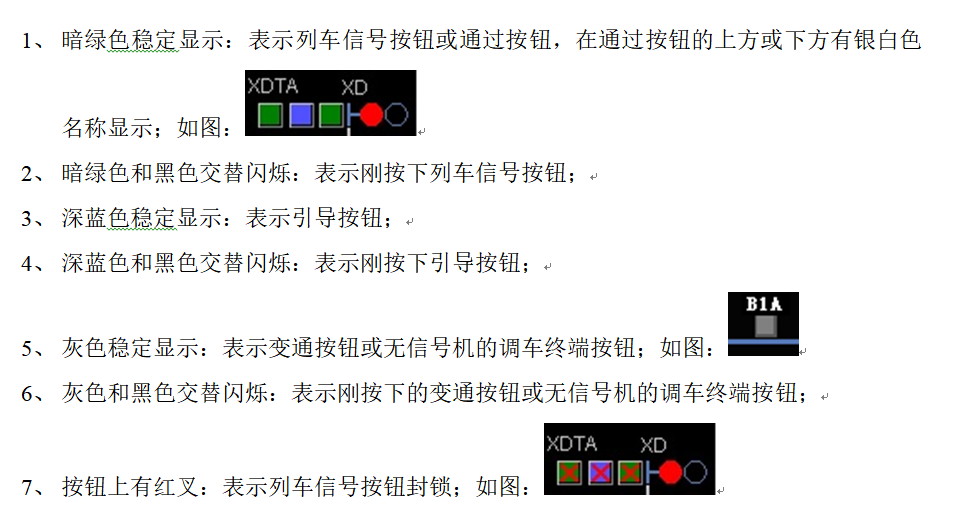 1、 暗绿色稳定显示：表示列车信号按钮或通过按钮，在通过按钮的上方或下方有银白色
XDTA XD
名称显示；如图：
2、 暗绿色和黑色交替闪烁：表示刚按下列车信号按钮；
3、 深蓝色稳定显示：表示引导按钮；
4、 深蓝色和黑色交替闪烁：表示刚按下引导按钮；
B1A
5、 灰色稳定显示：表示变通按钮或无信号机的调车终端按钮；如图：
6、 灰色和黑色交替闪烁：表示刚按下的变通按钮或无信号机的调车终端按钮；
XDTA XD
7、 按钮上有红叉：表示列车信号按钮封锁；如图：